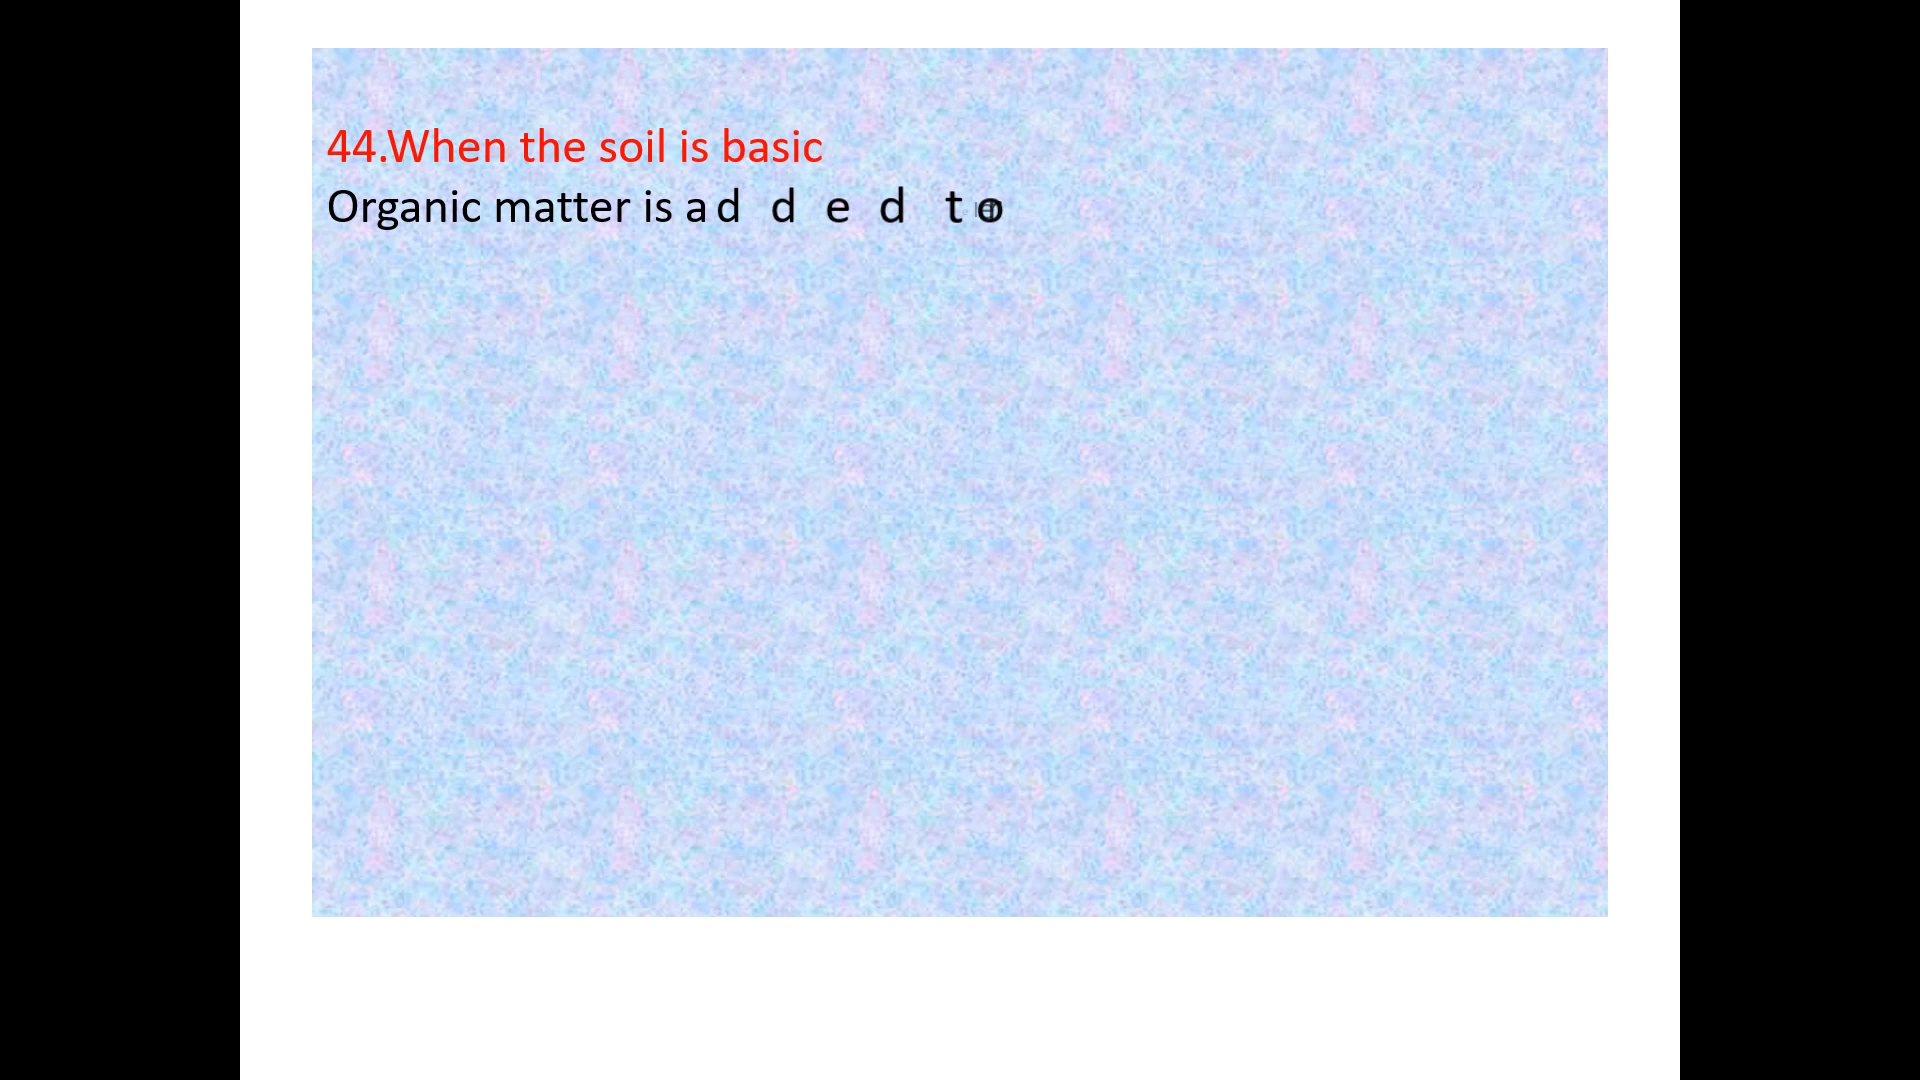 44.When the soil is basic
Organic matter is added to